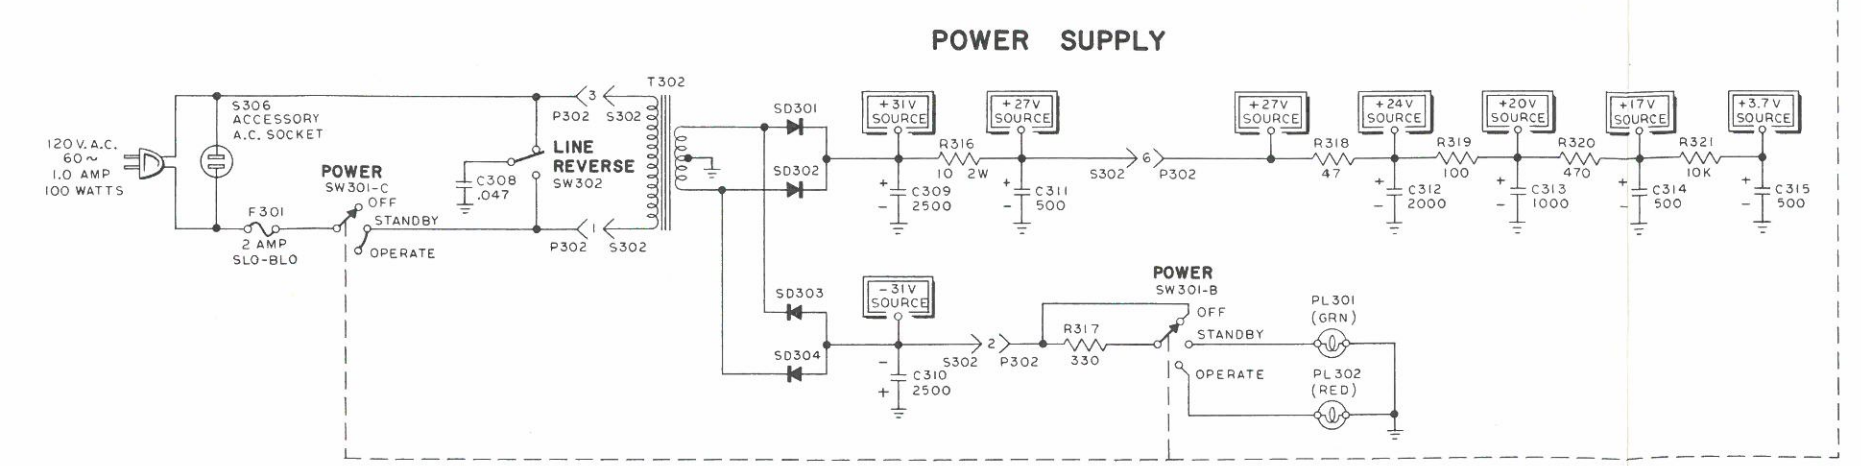 POWER SUPPLY
120 V. A.C.
60 ~
1.0 AMP
100 WATTS
S306
ACCESSORY
A.C. SOCKET
F301
2 AMP
SLO-BLO
POWER
SW301-C
OFF
STANDBY
OPERATE
C308
.047
LINE
REVERSE
SW302
3
P302 S302
1
P302 S302
T302
SD301
SD302
SD303
SD304
+31V
SOURCE
R316
10 2W
+27V
SOURCE
+
-
C309
2500
+
-
C311
500
6
S302 P302
+27V
SOURCE
R318
47
+24V
SOURCE
R319
100
+20V
SOURCE
R320
470
+17V
SOURCE
R321
10K
+3.7V
SOURCE
+
-
C312
2000
+
-
C313
1000
+
-
C314
500
+
-
C315
500
-31V
SOURCE
-
+
C310
2500
2
S302 P302
R317
330
POWER
SW301-B
OFF
STANDBY
OPERATE
PL301
(GRN)
PL302
(RED)